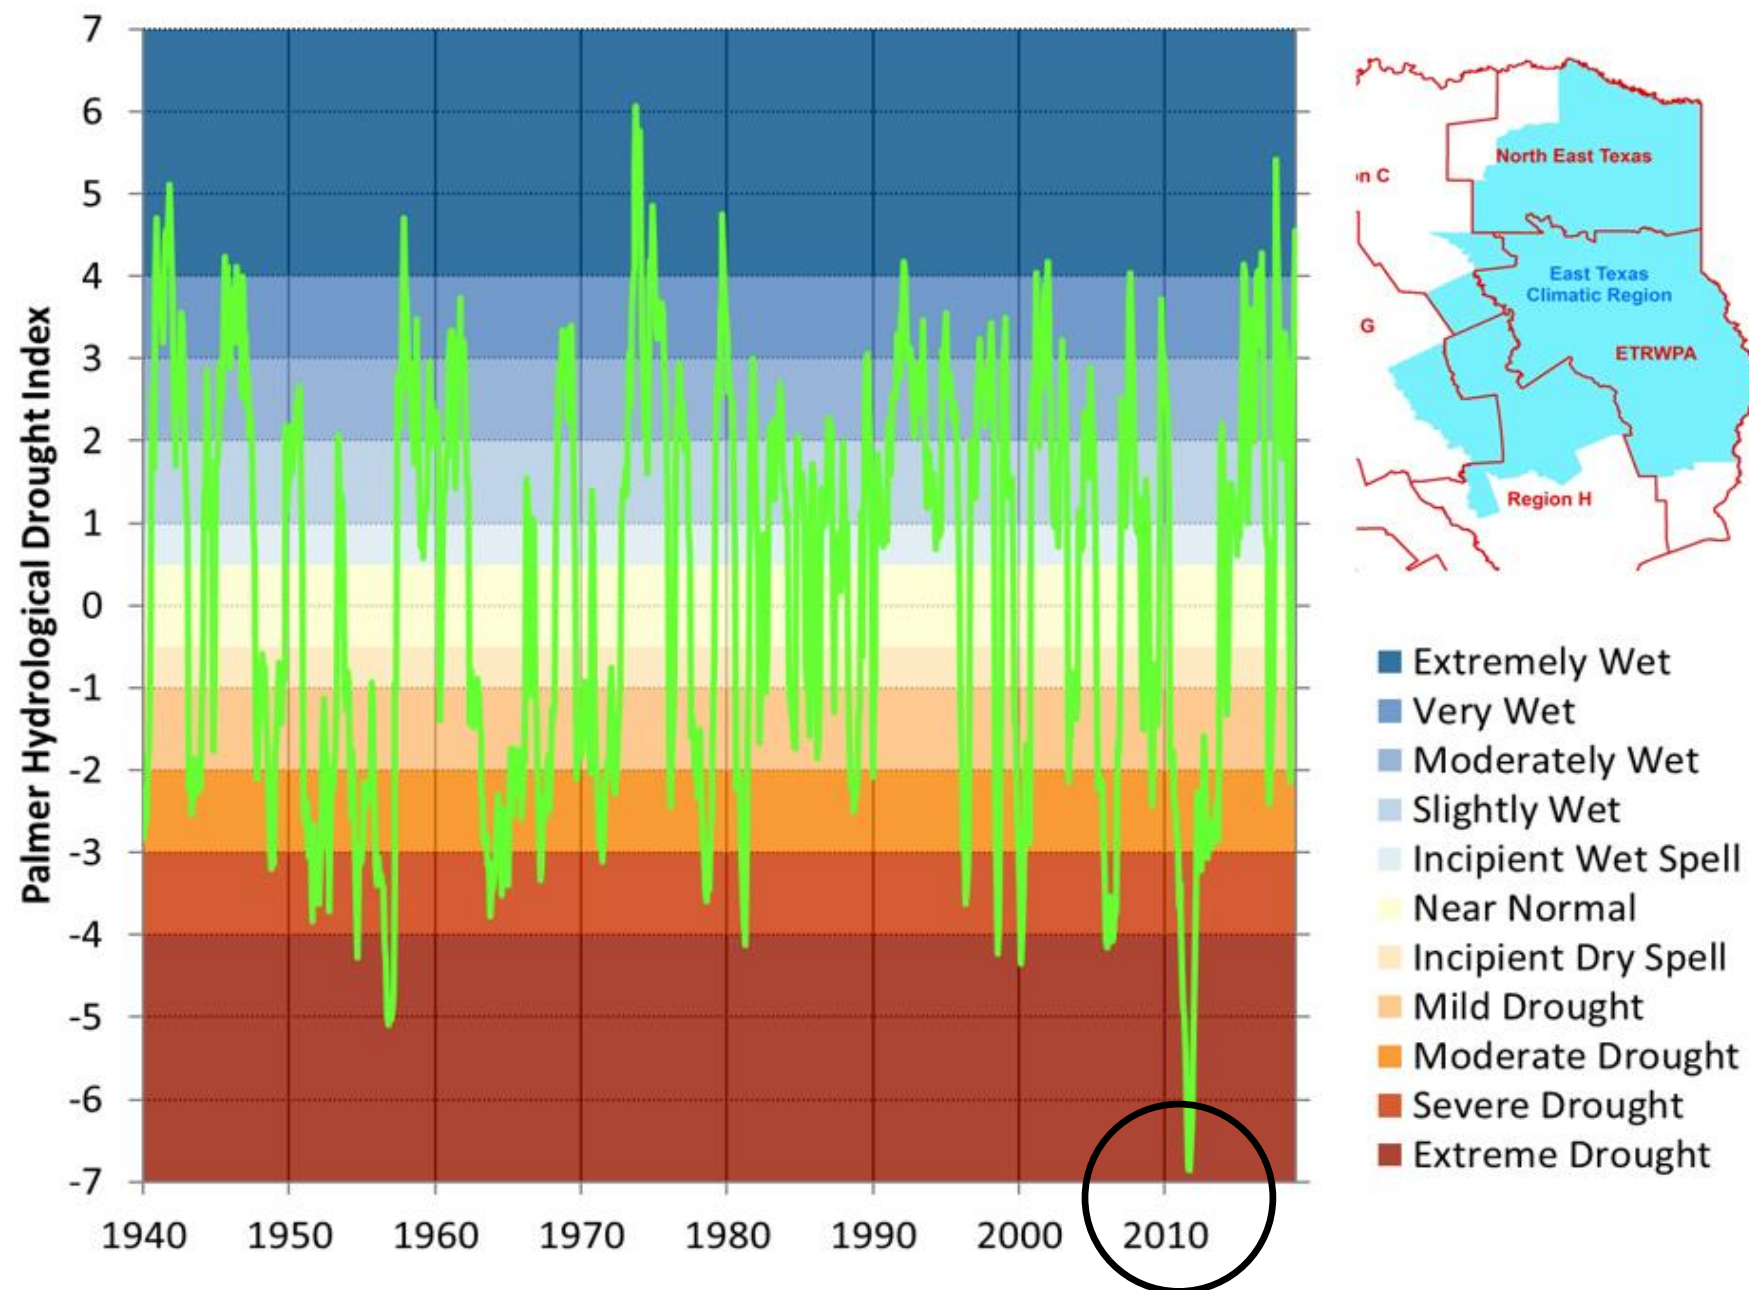 Palmer Hydrological Drought Index
7
6
5
4
3
2
1
0
-1
-2
-3
-4
-5
-6
-7
1940 1950 1960 1970 1980 1990 2000 2010
North East Texas
n C
East Texas
Climatic Region
G
ETRWPA
Region H
Extremely Wet
Very Wet
Moderately Wet
Slightly Wet
Incipient Wet Spell
Near Normal
Incipient Dry Spell
Mild Drought
Moderate Drought
Severe Drought
Extreme Drought